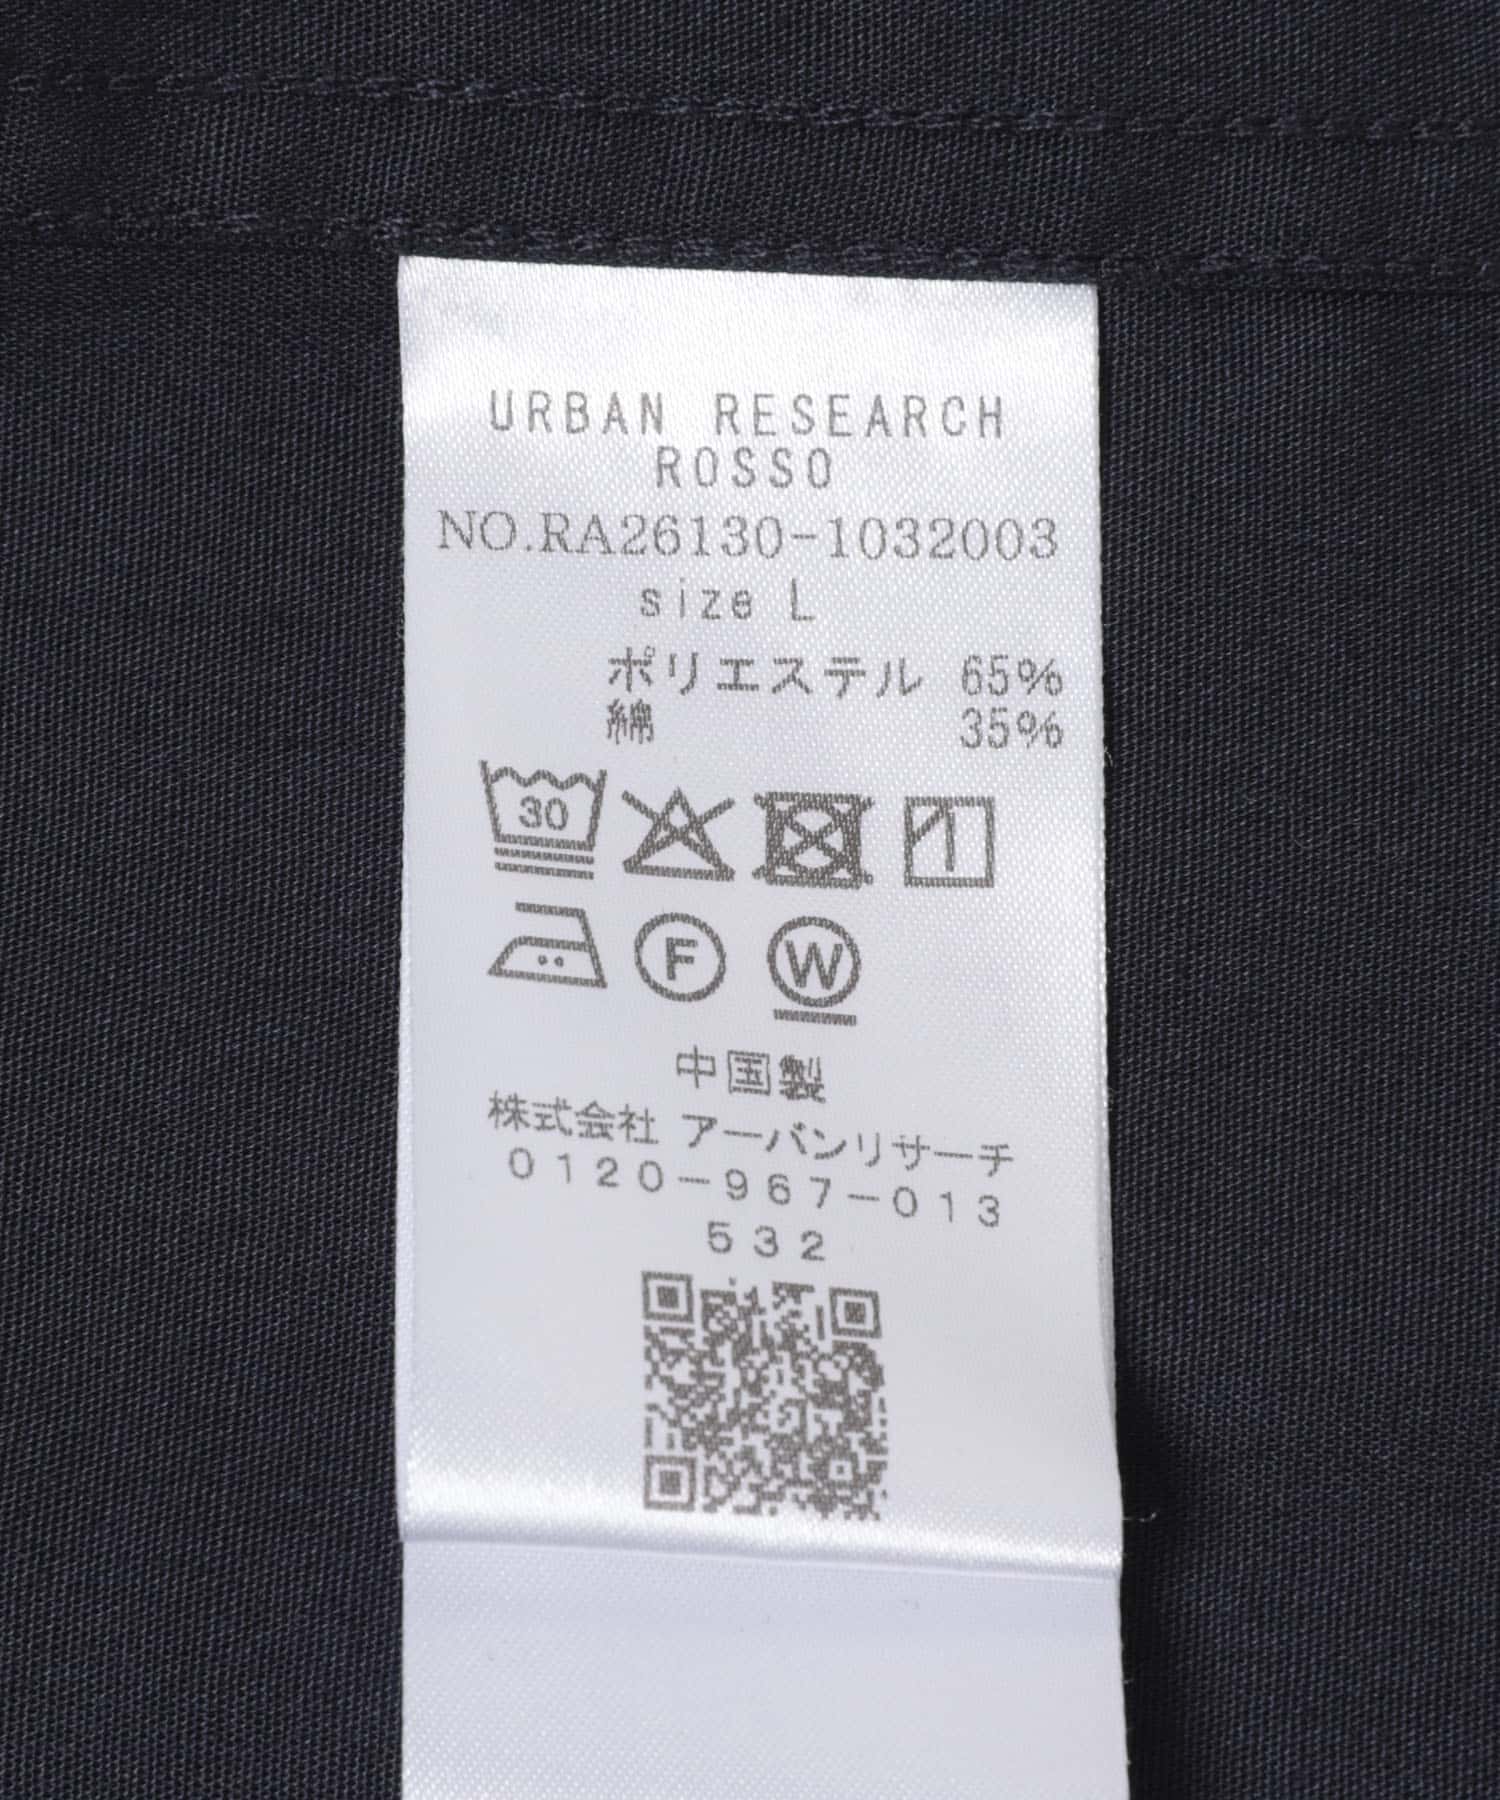 URBAN RESEARCH
ROSSO
NO.RA26130-1032003
size L
ポリエステル 65%
綿 35%
30
F W
中国製
株式会社 アーバンリサーチ
0120-967-013
532